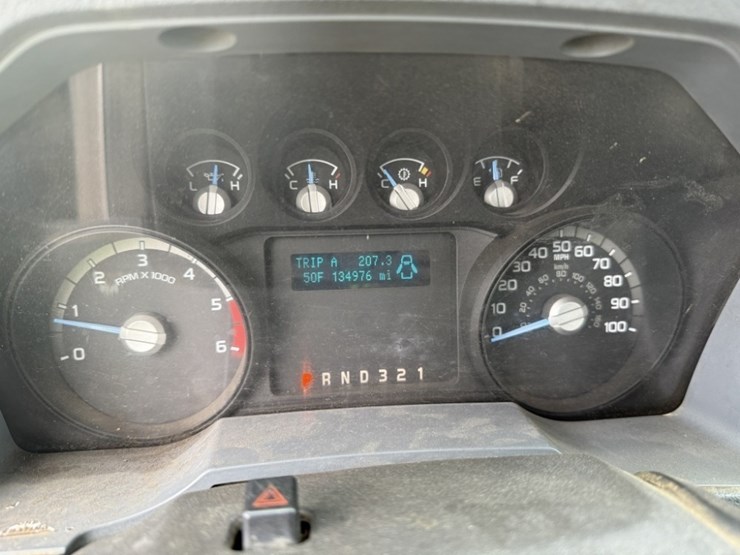 L H
C H
C H
E F
0 1 2 3 4 5 6
RPM X 1000
TRIP A 207.3
50F 134976 mi
R N D 3 2 1
0 10 20 30 40 50 60 70 80 90 100
MPH
km/h